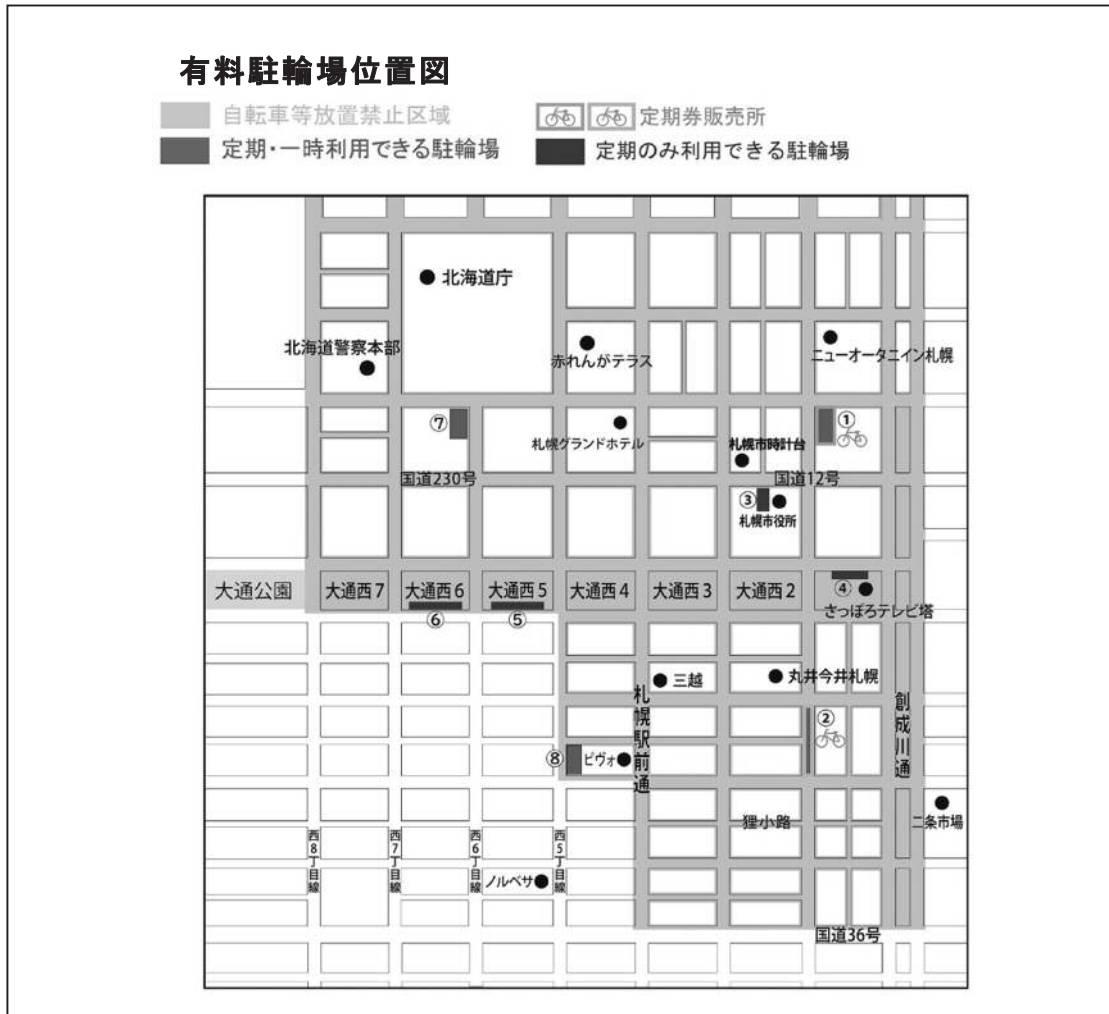 有料駐輪場位置図
自転車等放置禁止区域
定期券販売所
定期・一時利用できる駐輪場
定期のみ利用できる駐輪場
北海道庁
北海道警察本部
赤れんがテラス
ニューオータニイン札幌
⑦
札幌グランドホテル
札幌市時計台
①
国道230号
国道12号
③
札幌市役所
大通公園
大通西7
大通西6
大通西5
大通西4
大通西3
大通西2
④
さっぽろテレビ塔
⑥
⑤
三越
丸井今井札幌
札幌駅前通
②
創成川通
⑧
ピヴォ
狸小路
二条市場
西8丁目線
西7丁目線
西6丁目線
西5丁目線
ノルベサ
国道36号